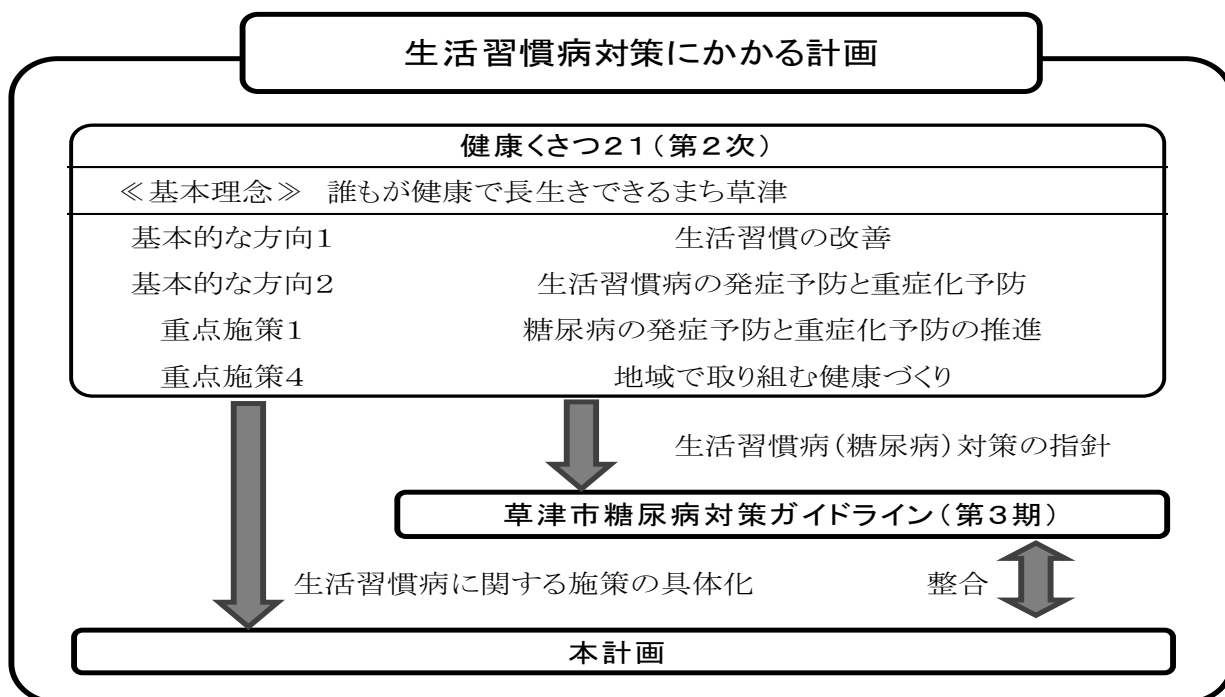 生活習慣病対策にかかる計画
健康くさつ21(第2次)
≪基本理念≫ 誰もが健康で長生きできるまち草津
基本的な方向1 生活習慣の改善
基本的な方向2 生活習慣病の発症予防と重症化予防
重点施策1 糖尿病の発症予防と重症化予防の推進
重点施策4 地域で取り組む健康づくり
生活習慣病(糖尿病)対策の指針
草津市糖尿病対策ガイドライン(第3期)
生活習慣病に関する施策の具体化 整合
本計画